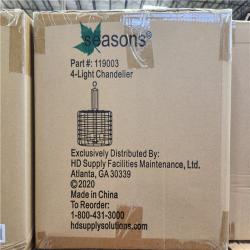 seasons®
Part #: 119003
4-Light Chandelier
Exclusively Distributed By:
HD Supply Facilities Maintenance, Ltd.
Atlanta, GA 30339
©2020
Made in China
To Reorder:
1-800-431-3000
hdsupplysolutions.com